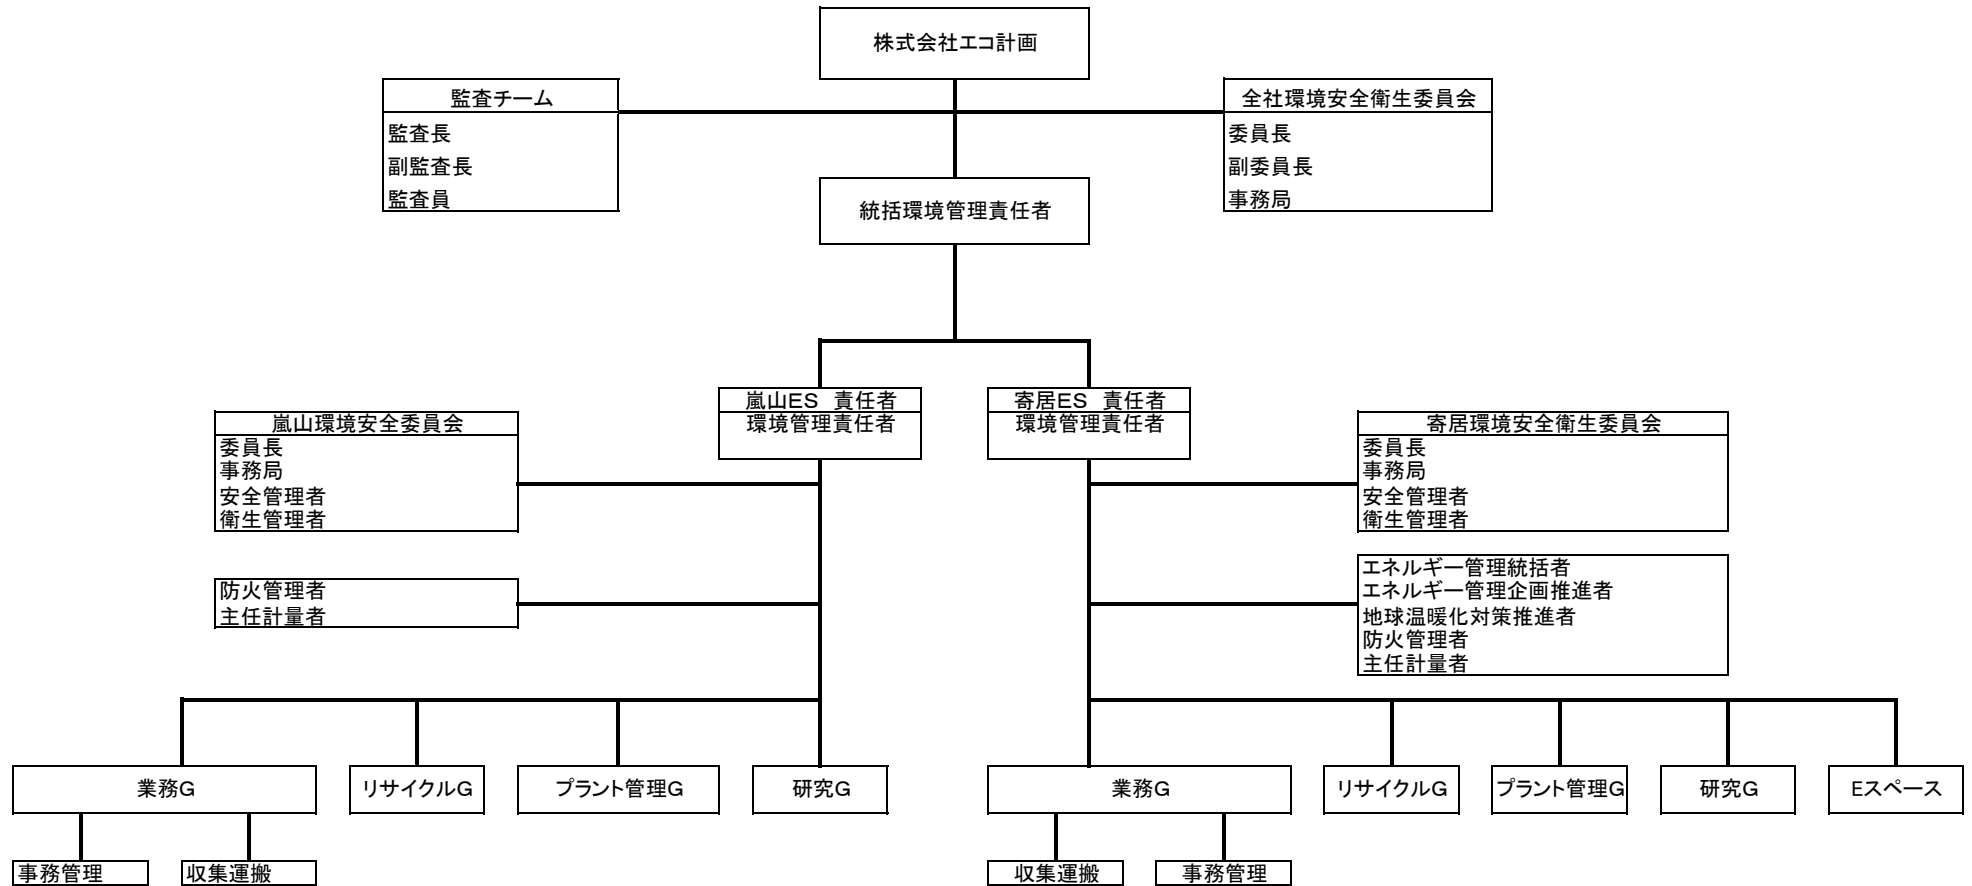 株式会社エコ計画
監査チーム
監査長
副監査長
監査員
全社環境安全衛生委員会
委員長
副委員長
事務局
統括環境管理責任者
嵐山ES　責任者
環境管理責任者
寄居ES　責任者
環境管理責任者
嵐山環境安全委員会
委員長
事務局
安全管理者
衛生管理者
寄居環境安全衛生委員会
委員長
事務局
安全管理者
衛生管理者
防火管理者
主任計量者
エネルギー管理統括者
エネルギー管理企画推進者
地球温暖化対策推進者
防火管理者
主任計量者
業務G
リサイクルG
プラント管理G
研究G
業務G
リサイクルG
プラント管理G
研究G
Eスペース
事務管理
収集運搬
収集運搬
事務管理